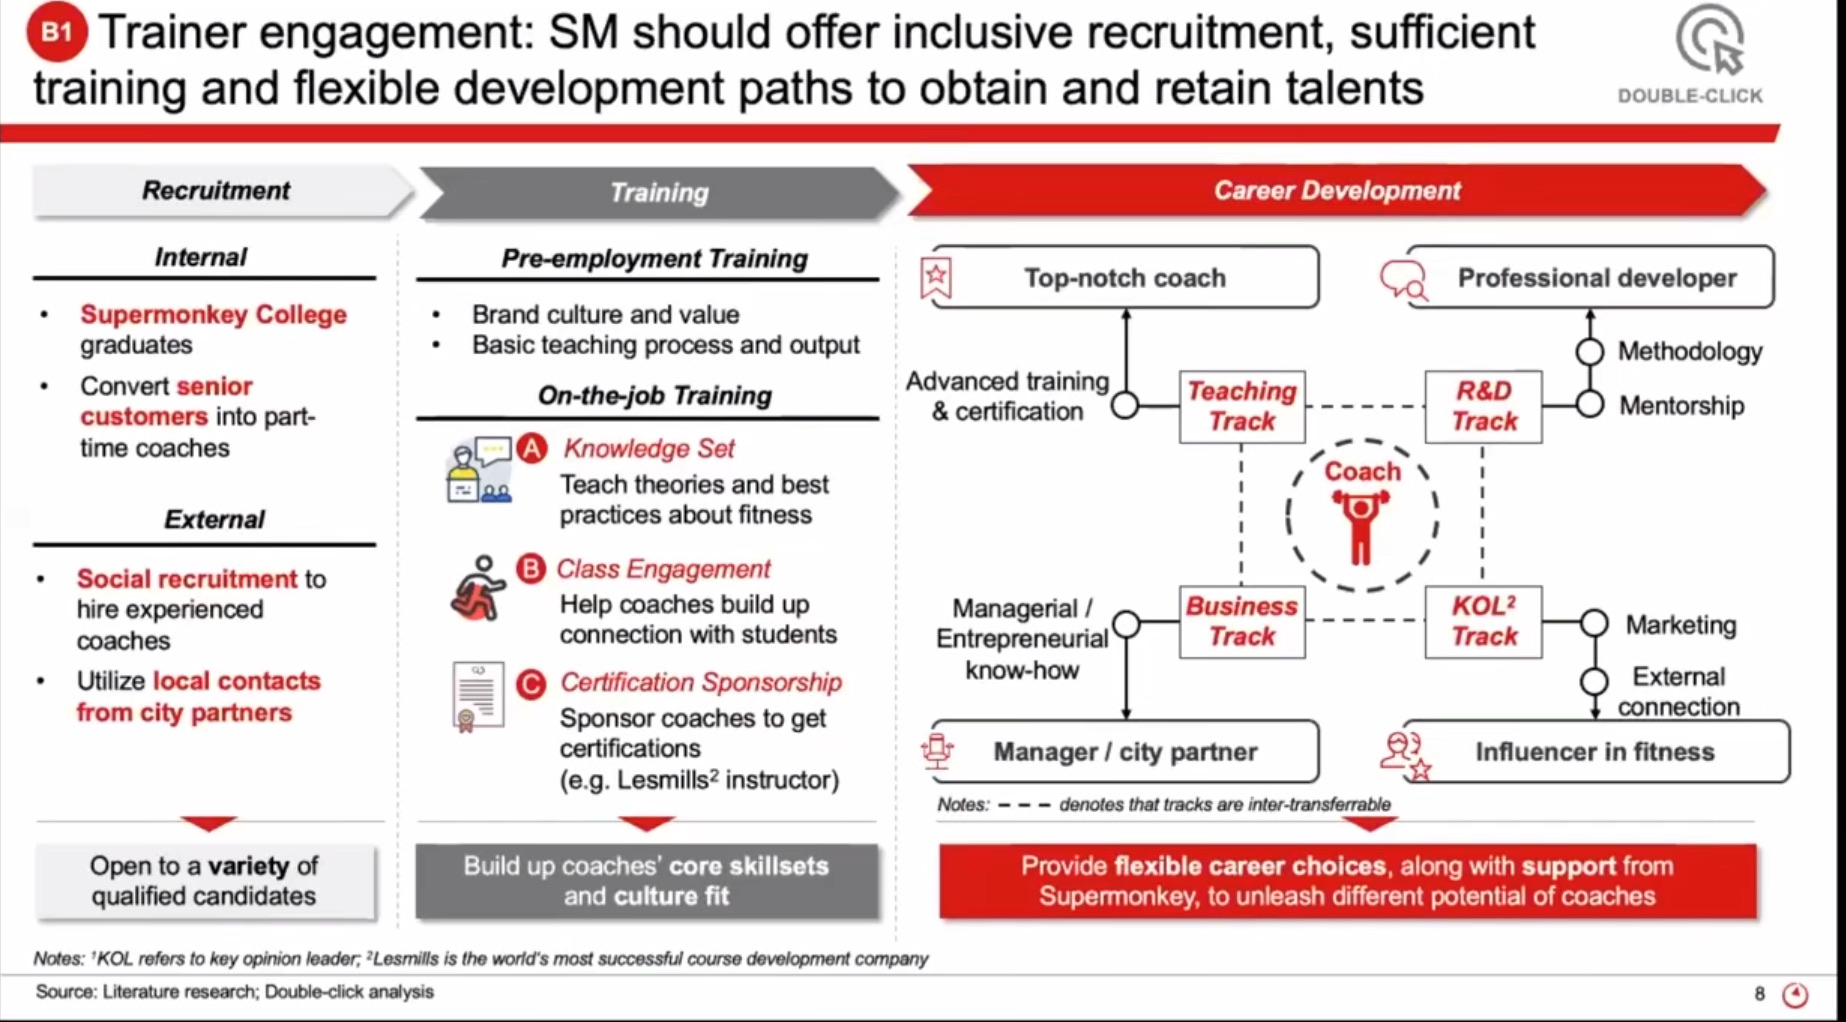 B1 Trainer engagement: SM should offer inclusive recruitment, sufficient
training and flexible development paths to obtain and retain talents
DOUBLE-CLICK
Recruitment
Internal
• Supermonkey College
graduates
• Convert senior
customers into part-
time coaches
External
• Social recruitment to
hire experienced
coaches
• Utilize local contacts
from city partners
Open to a variety of
qualified candidates
Training
Pre-employment Training
• Brand culture and value
• Basic teaching process and output
On-the-job Training
A Knowledge Set
Teach theories and best
practices about fitness
B Class Engagement
Help coaches build up
connection with students
C Certification Sponsorship
Sponsor coaches to get
certifications
(e.g. Lesmills² instructor)
Build up coaches' core skillsets
and culture fit
Career Development
Top-notch coach
Professional developer
Methodology
Advanced training
& certification
Teaching
Track
R&D
Track
Mentorship
Coach
Managerial /
Entrepreneurial
know-how
Business
Track
KOL²
Track
Marketing
External
connection
Manager / city partner
Influencer in fitness
Notes: – – – denotes that tracks are inter-transferrable
Provide flexible career choices, along with support from
Supermonkey, to unleash different potential of coaches
Notes: ¹KOL refers to key opinion leader; ²Lesmills is the world's most successful course development company
Source: Literature research; Double-click analysis
8